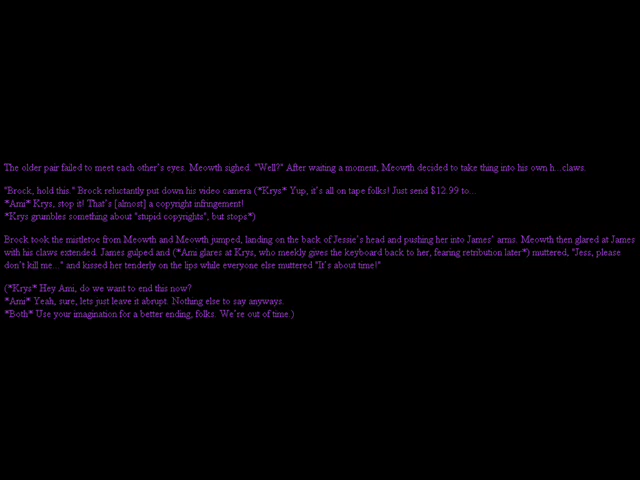 The older pair failed to meet each other's eyes. Meowth sighed. "Well?" After waiting a moment, Meowth decided to take thing into his own h...claws.
"Brock, hold this." Brock reluctantly put down his video camera (*Krys* Yup, it's all on tape folks! Just send $12.99 to...
*Ami* Krys, stop it! That's [almost] a copyright infringement!
*Krys grumbles something about "stupid copyrights", but stops*)
Brock took the mistletoe from Meowth and Meowth jumped, landing on the back of Jessie's head and pushing her into James' arms. Meowth then glared at James
with his claws extended. James gulped and (*Ami glares at Krys, who meekly gives the keyboard back to her, fearing retribution later*) muttered, "Jess, please
don't kill me..." and kissed her tenderly on the lips while everyone else muttered "It's about time!"
(*Krys* Hey Ami, do we want to end this now?
*Ami* Yeah, sure, lets just leave it abrupt. Nothing else to say anyways.
*Both* Use your imagination for a better ending, folks. We're out of time.)